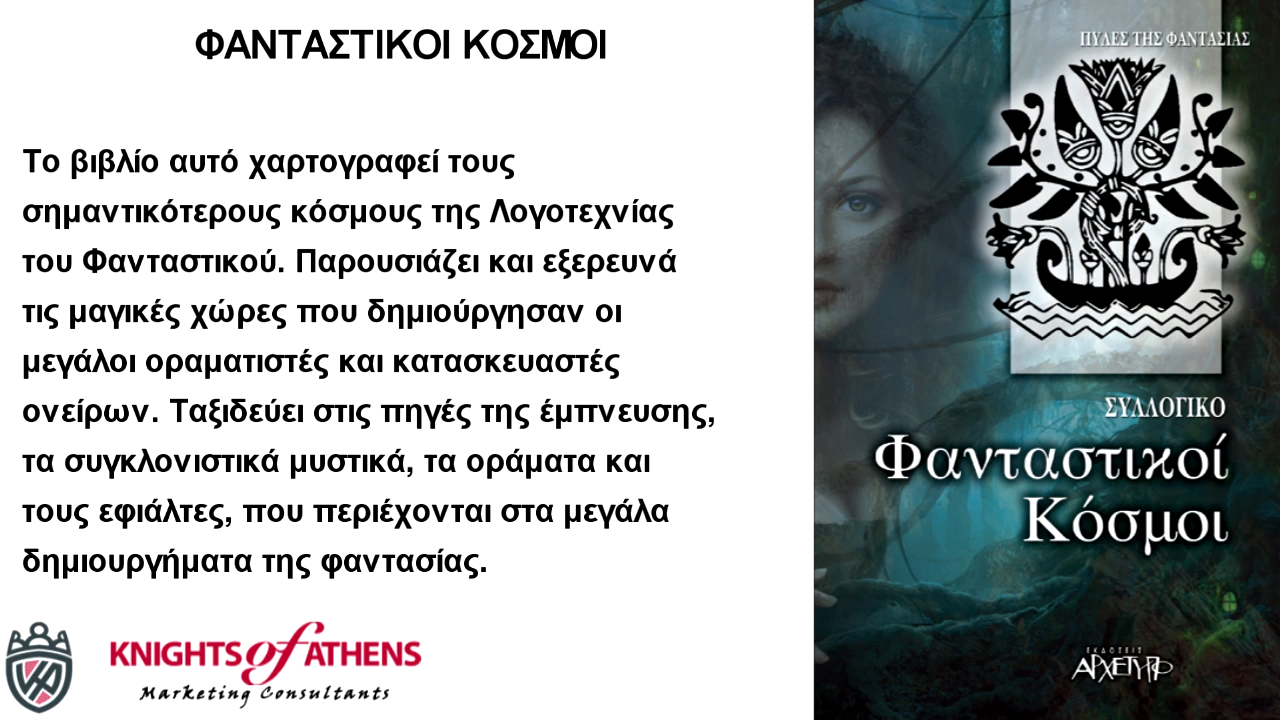 ΦΑΝΤΑΣΤΙΚΟΙ ΚΟΣΜΟΙ
Το βιβλίο αυτό χαρτογραφεί τους
σημαντικότερους κόσμους της Λογοτεχνίας
του Φανταστικού. Παρουσιάζει και εξερευνά
τις μαγικές χώρες που δημιούργησαν οι
μεγάλοι οραματιστές και κατασκευαστές
ονείρων. Ταξιδεύει στις πηγές της έμπνευσης,
τα συγκλονιστικά μυστικά, τα οράματα και
τους εφιάλτες, που περιέχονται στα μεγάλα
δημιουργήματα της φαντασίας.
KNIGHTS of ATHENS
Marketing Consultants
ΠΥΛΕΣ ΤΗΣ ΦΑΝΤΑΣΙΑΣ
ΣΥΛΛΟΓΙΚΟ
Φανταστικοί
Κόσμοι
ΕΚΔΟΣΕΙΣ
ΑΡΧΕΤΥΠΟ